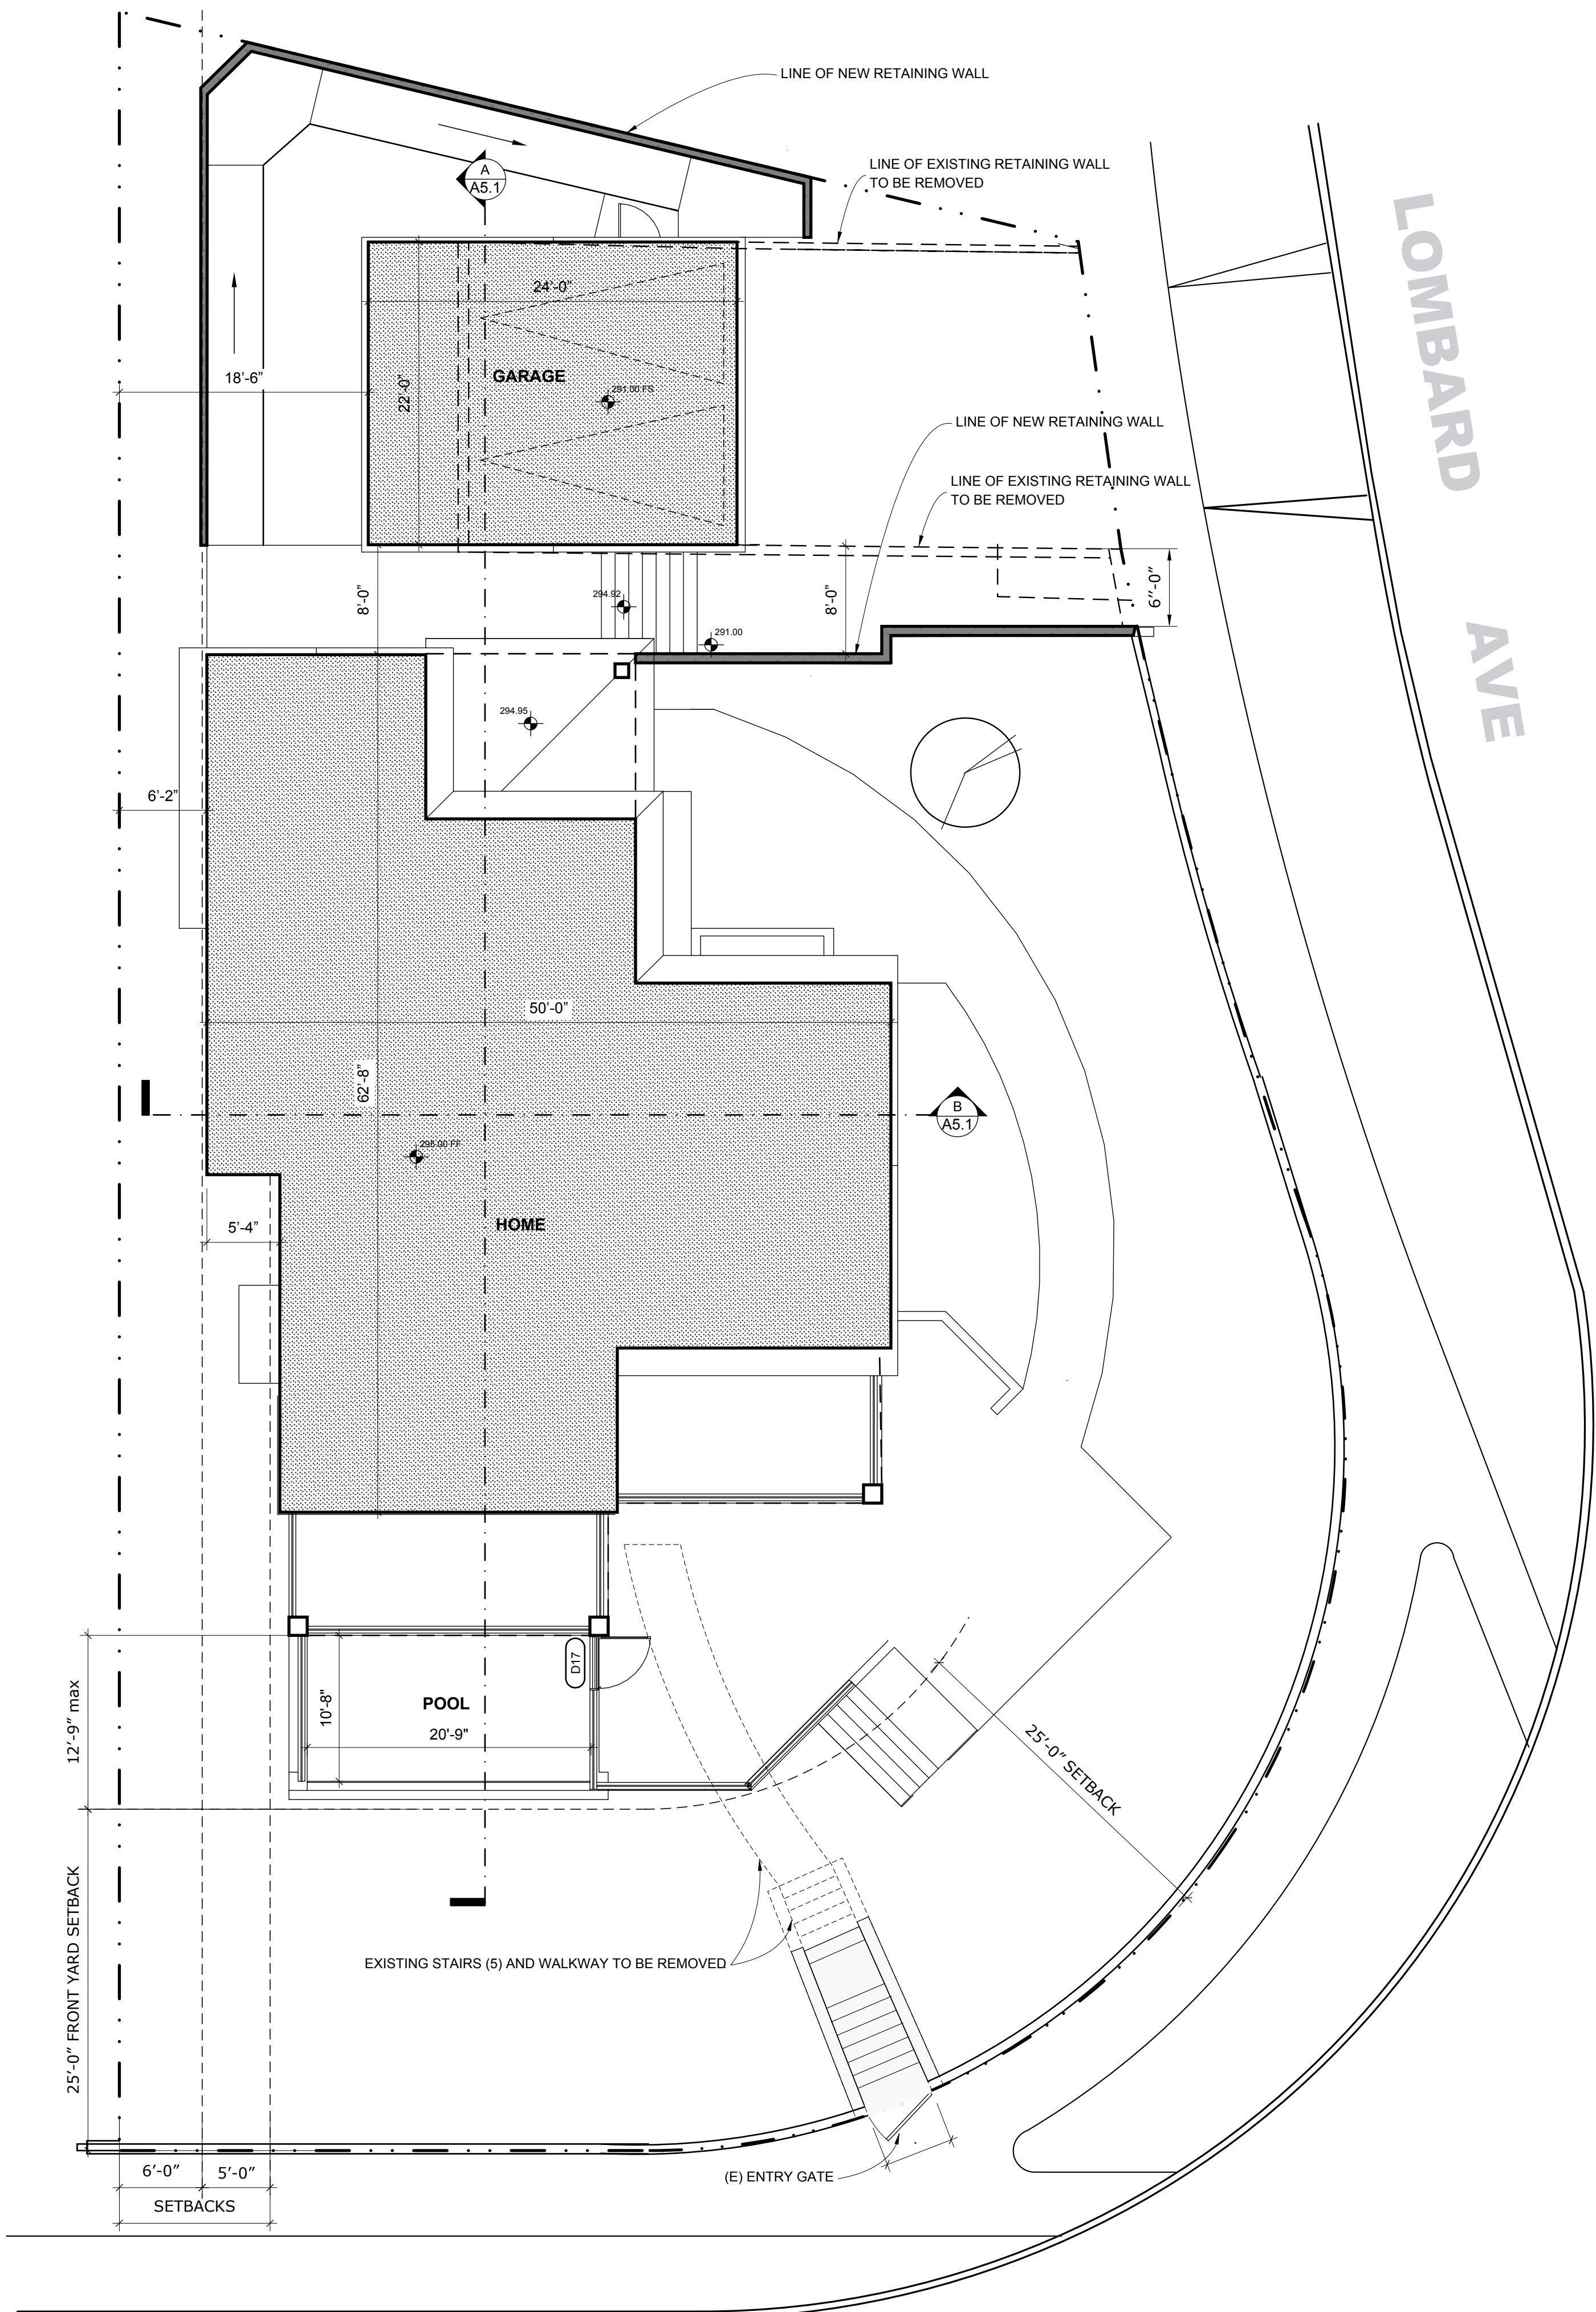 LINE OF NEW RETAINING WALL
A
A5.1
LINE OF EXISTING RETAINING WALL
TO BE REMOVED
LOMBARD
AVE
24'-0"
18'-6"
22'-0"
GARAGE
291.00 FS
LINE OF NEW RETAINING WALL
LINE OF EXISTING RETAINING WALL
TO BE REMOVED
8'-0"
294.92
8'-0"
6''-0"
291.00
294.95
6'-2"
50'-0"
62'-8"
B
A5.1
295.00 FF
5'-4"
HOME
D17
12'-9" max
10'-8"
POOL
20'-9"
25'-0" SETBACK
25'-0" FRONT YARD SETBACK
EXISTING STAIRS (5) AND WALKWAY TO BE REMOVED
(E) ENTRY GATE
6'-0"
5'-0"
SETBACKS